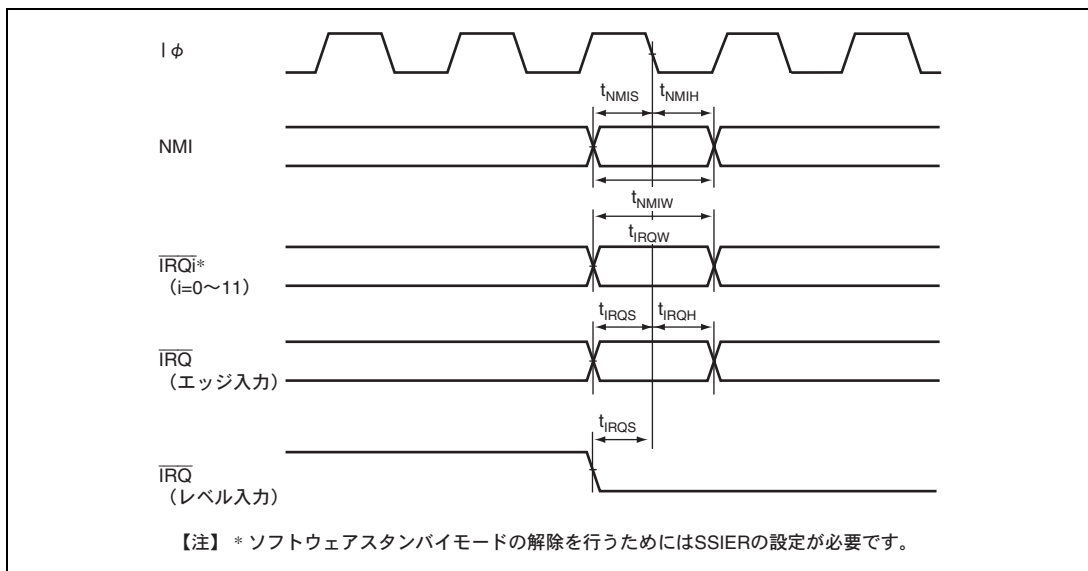 Iφ
tNMIS tNMIH
NMI
tNMIW
tIRQW
IRQi*
（i=0～11）
tIRQS tIRQH
IRQ
（エッジ入力）
tIRQS
IRQ
（レベル入力）
【注】 * ソフトウェアスタンバイモードの解除を行うためにはSSIERの設定が必要です。